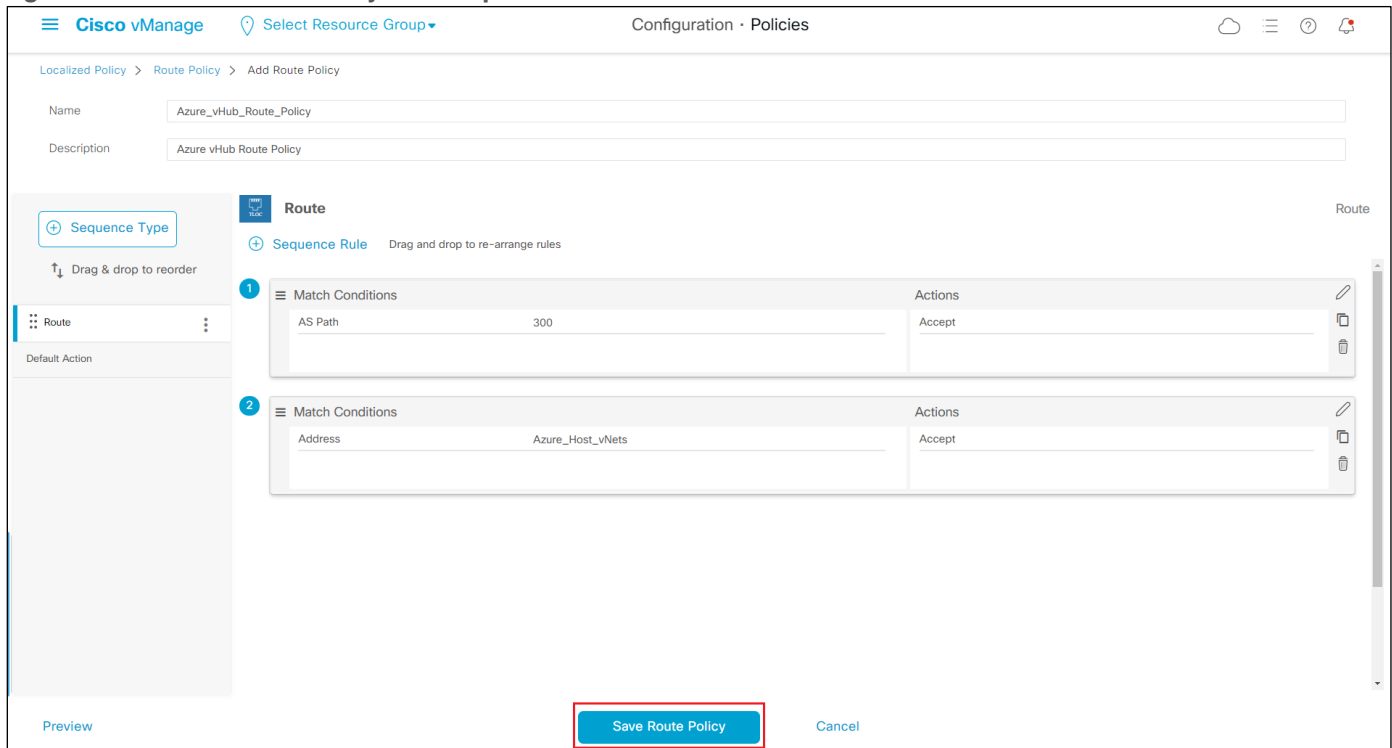 Cisco vManage Select Resource Group Configuration · Policies
Localized Policy > Route Policy > Add Route Policy
Name Azure_vHub_Route_Policy
Description Azure vHub Route Policy
TLOC Route Route
Sequence Type
Sequence Rule Drag and drop to re-arrange rules
Drag & drop to reorder
1 Match Conditions Actions
Route AS Path 300 Accept
Default Action
2 Match Conditions Actions
Address Azure_Host_vNets Accept
Preview Save Route Policy Cancel